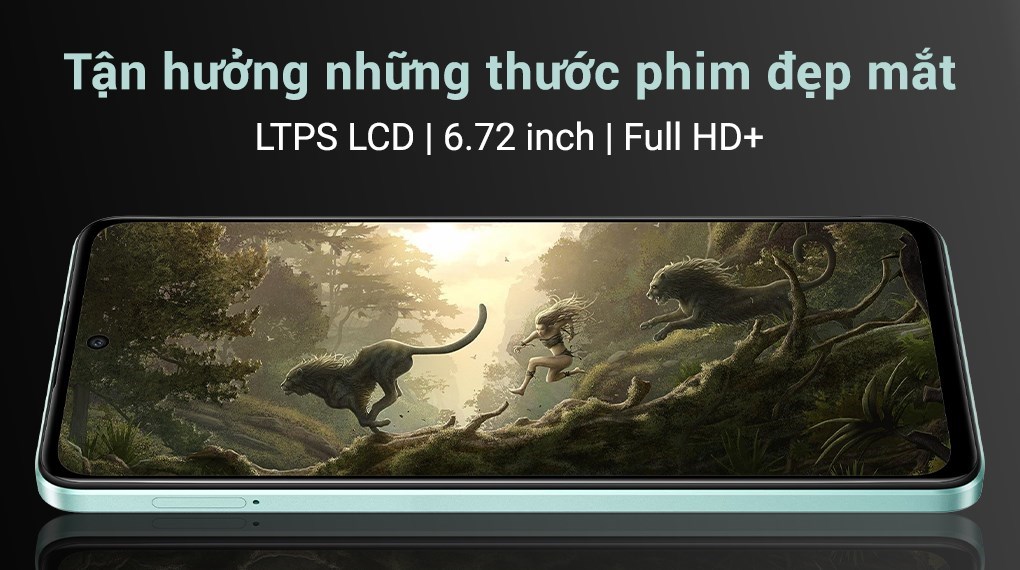 Tận hưởng những thước phim đẹp mắt
LTPS LCD | 6.72 inch | Full HD+